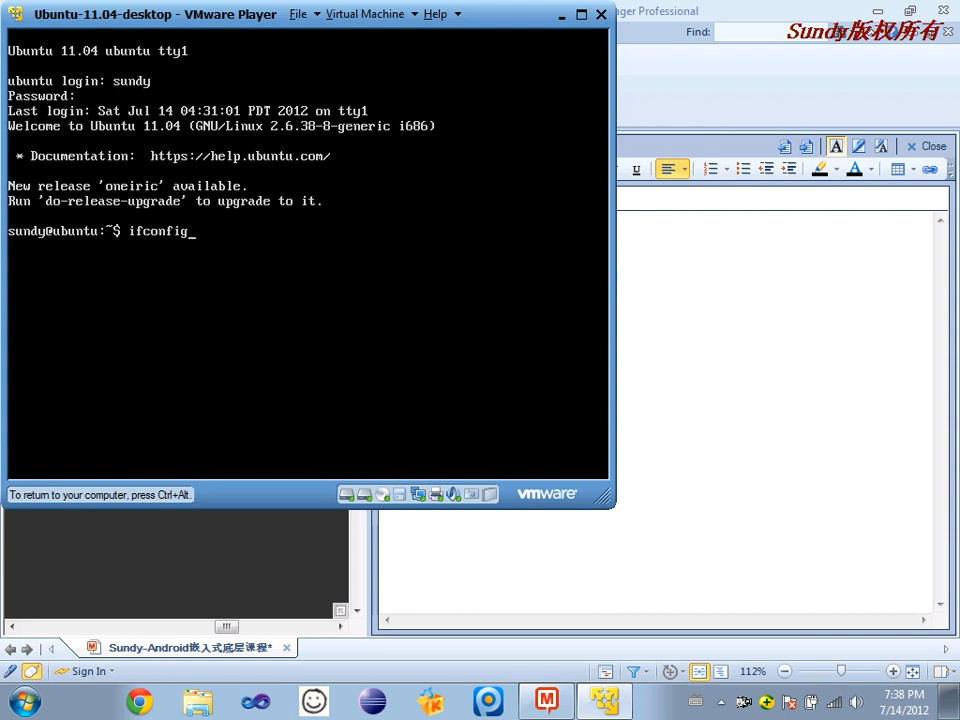 Ubuntu-11.04-desktop - VMware Player
File
Virtual Machine
Help
ager Professional
Find:
Sundy版权所有
Ubuntu 11.04 ubuntu tty1
ubuntu login: sundy
Password:
Last login: Sat Jul 14 04:31:01 PDT 2012 on tty1
Welcome to Ubuntu 11.04 (GNU/Linux 2.6.38-8-generic i686)
* Documentation: https://help.ubuntu.com/
New release 'oneiric' available.
Run 'do-release-upgrade' to upgrade to it.
sundy@ubuntu:~$ ifconfig_
Close
To return to your computer, press Ctrl+Alt.
vmware
Sundy-Android嵌入式底层课程*
Sign In
112%
7:38 PM
7/14/2012